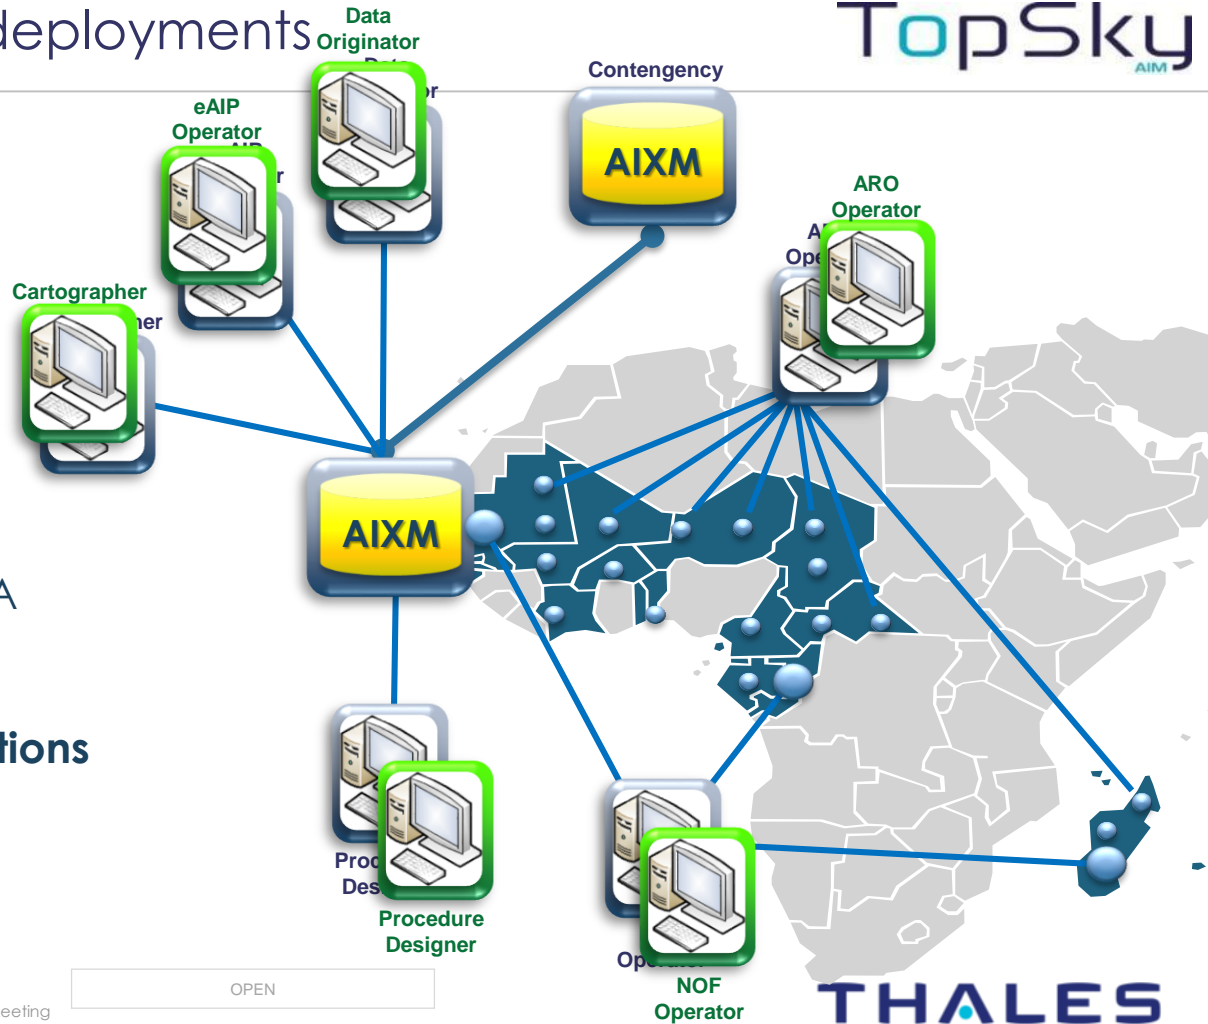 deployments
Data
Originator
TopSky
AIM
Contengency
eAIP
Operator
AIXM
ARO
Operator
Cartographer
AIXM
A
tions
Procedure
Designer
NOF
Operator
OPEN
eeting
THALES